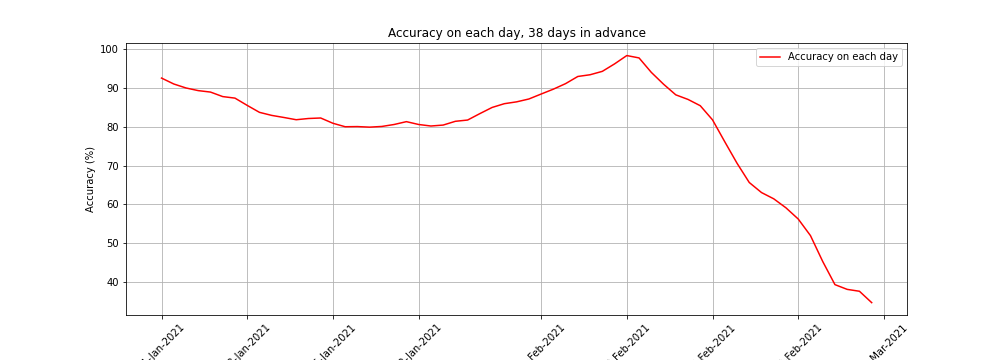 Accuracy on each day, 38 days in advance
Accuracy on each day
Accuracy (%)
100
90
80
70
60
50
40
-Jan-2021
-Jan-2021
-Jan-2021
-Jan-2021
Feb-2021
-Feb-2021
-Feb-2021
-Feb-2021
Mar-2021